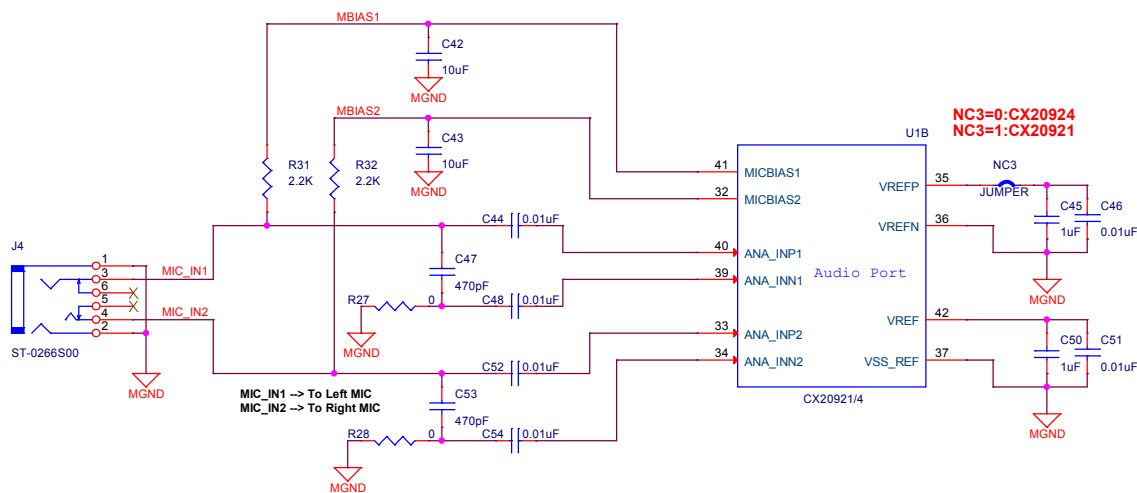 MBIAS1
C42
10uF
MGND
MBIAS2
C43
10uF
MGND
R31
2.2K
R32
2.2K
NC3=0:CX20924
NC3=1:CX20921
U1B
41
MICBIAS1
32
MICBIAS2
40
ANA_INP1
39
ANA_INN1
Audio Port
33
ANA_INP2
34
ANA_INN2
VREFP
35
VREFN
36
VREF
42
VSS_REF
37
CX20921/4
NC3
JUMPER
C45
1uF
C46
0.01uF
MGND
C50
1uF
C51
0.01uF
MGND
C44
0.01uF
C47
470pF
R27
0
C48
0.01uF
MGND
J4
1
3
6
5
4
2
ST-0266S00
MIC_IN1
MIC_IN2
MGND
C52
0.01uF
MIC_IN1 --> To Left MIC
MIC_IN2 --> To Right MIC
C53
470pF
R28
0
C54
0.01uF
MGND